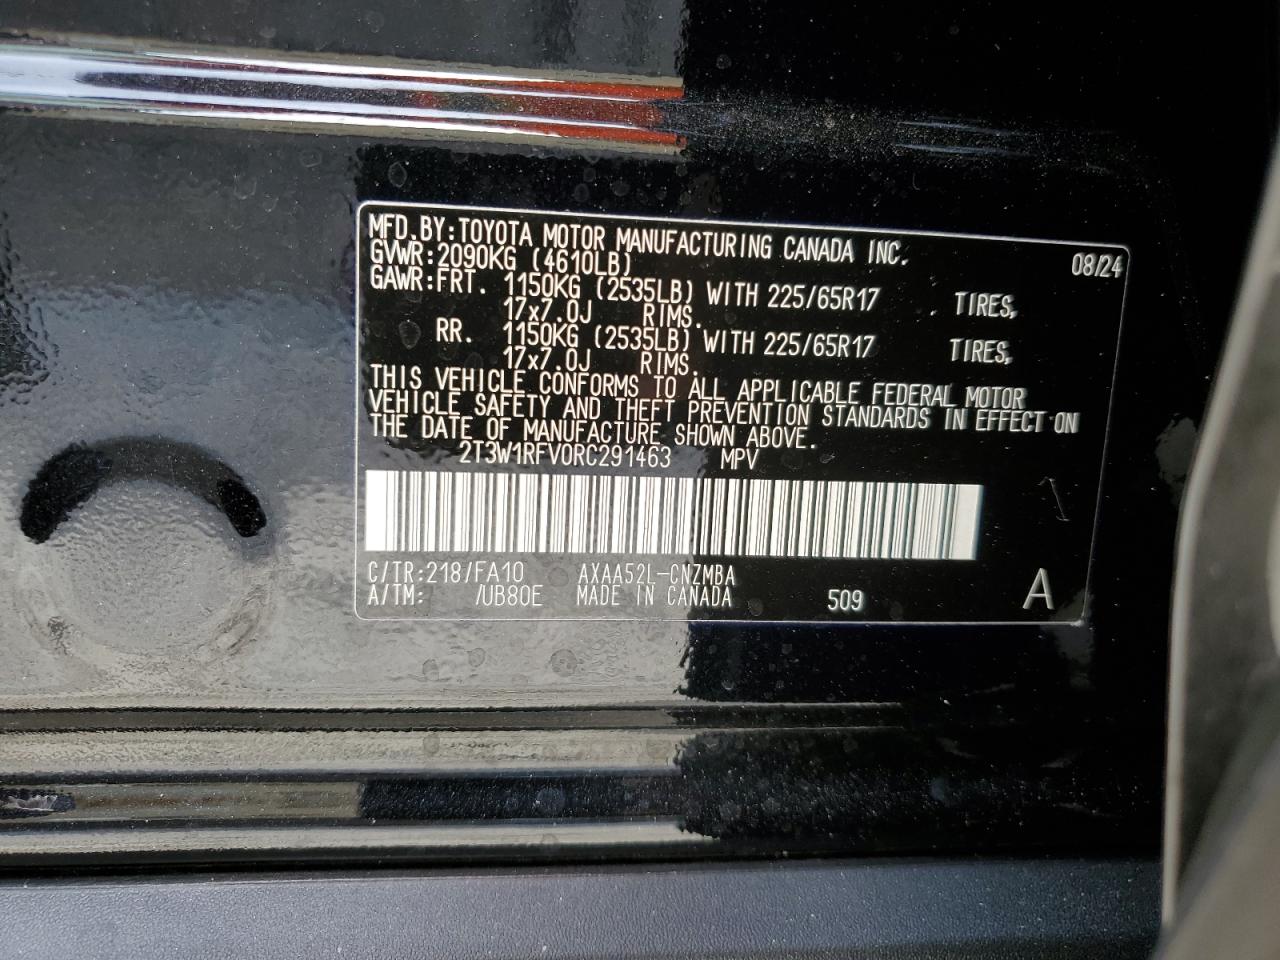 MFD.BY:TOYOTA MOTOR MANUFACTURING CANADA INC.
GVWR:2090KG (4610LB) 08/24
GAWR:FRT. 1150KG (2535LB) WITH 225/65R17 TIRES,
17x7.0J RIMS.
RR. 1150KG (2535LB) WITH 225/65R17 TIRES,
17x7.0J RIMS.
THIS VEHICLE CONFORMS TO ALL APPLICABLE FEDERAL MOTOR
VEHICLE SAFETY AND THEFT PREVENTION STANDARDS IN EFFECT ON
THE DATE OF MANUFACTURE SHOWN ABOVE.
2T3W1RFV0RC291463 MPV
C/TR:218/FA10 AXAA52L-CNZMBA
A/TM: /UB80E MADE IN CANADA 509 A